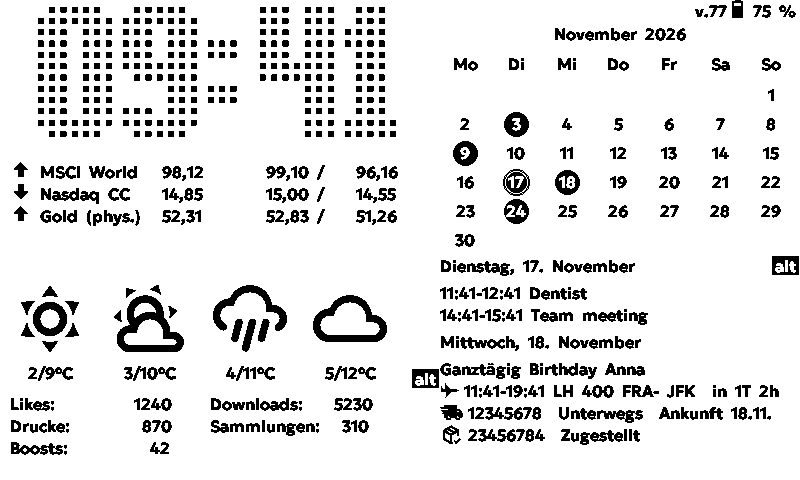 09:41
MSCI World 98,12 99,10 / 96,16
Nasdaq CC 14,85 15,00 / 14,55
Gold (phys.) 52,31 52,83 / 51,26
2/9°C 3/10°C 4/11°C 5/12°C
Likes: 1240 Downloads: 5230
Drucke: 870 Sammlungen: 310
Boosts: 42
v.77 75 %
November 2026
Mo Di Mi Do Fr Sa So
1
2 3 4 5 6 7 8
9 10 11 12 13 14 15
16 17 18 19 20 21 22
23 24 25 26 27 28 29
30
Dienstag, 17. November alt
11:41-12:41 Dentist
14:41-15:41 Team meeting
Mittwoch, 18. November
Ganztägig Birthday Anna
alt 11:41-19:41 LH 400 FRA- JFK in 1T 2h
12345678 Unterwegs Ankunft 18.11.
23456784 Zugestellt